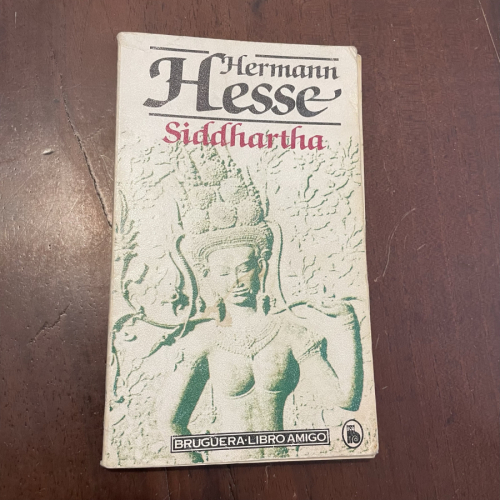 Hermann
Hesse
Siddhartha
BRUGUERA·LIBRO AMIGO